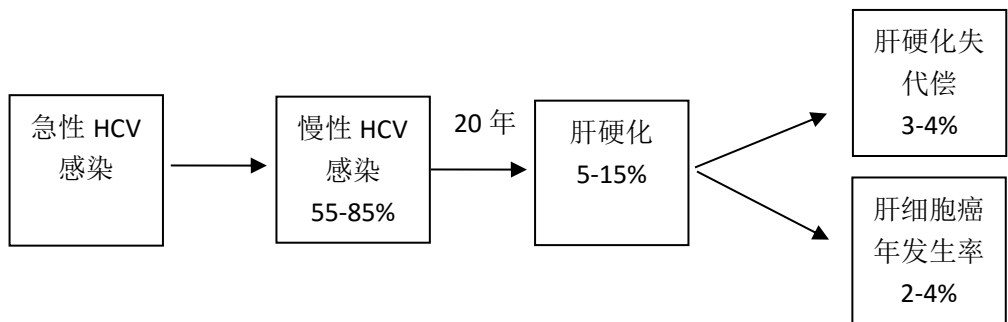 急性 HCV
感染
慢性 HCV
感染
55-85%
20 年
肝硬化
5-15%
肝硬化失
代偿
3-4%
肝细胞癌
年发生率
2-4%